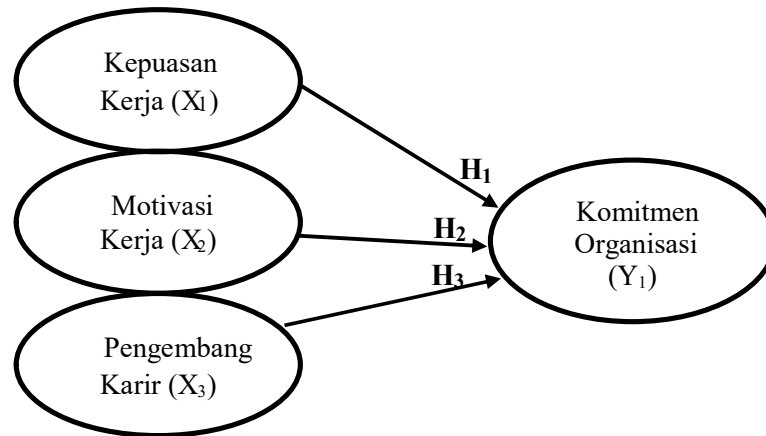 Kepuasan
Kerja (X₁)
H₁
Motivasi
Kerja (X₂)
H₂
Komitmen
Organisasi
(Y₁)
H₃
Pengembang
Karir (X₃)